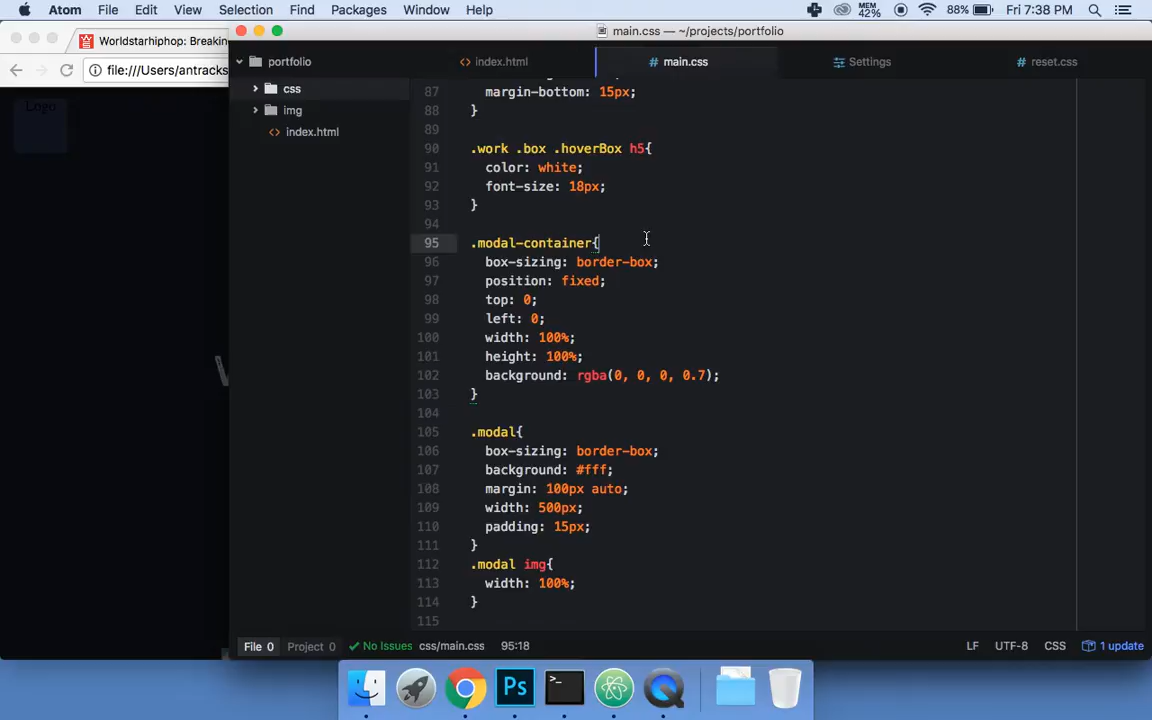 Atom File Edit View Selection Find Packages Window Help MEM 42% 88% Fri 7:38 PM
Worldstarhiphop: Breakin
main.css — ~/projects/portfolio
file:///Users/antracks
Logo
portfolio
css
img
index.html
index.html
main.css
Settings
reset.css
87 margin-bottom: 15px;
88 }
89
90 .work .box .hoverBox h5{
91 color: white;
92 font-size: 18px;
93 }
94
95 .modal-container{
96 box-sizing: border-box;
97 position: fixed;
98 top: 0;
99 left: 0;
100 width: 100%;
101 height: 100%;
102 background: rgba(0, 0, 0, 0.7);
103 }
104
105 .modal{
106 box-sizing: border-box;
107 background: #fff;
108 margin: 100px auto;
109 width: 500px;
110 padding: 15px;
111 }
112 .modal img{
113 width: 100%;
114 }
115
File 0 Project 0 No Issues css/main.css 95:18 LF UTF-8 CSS 1 update
Ps
>_